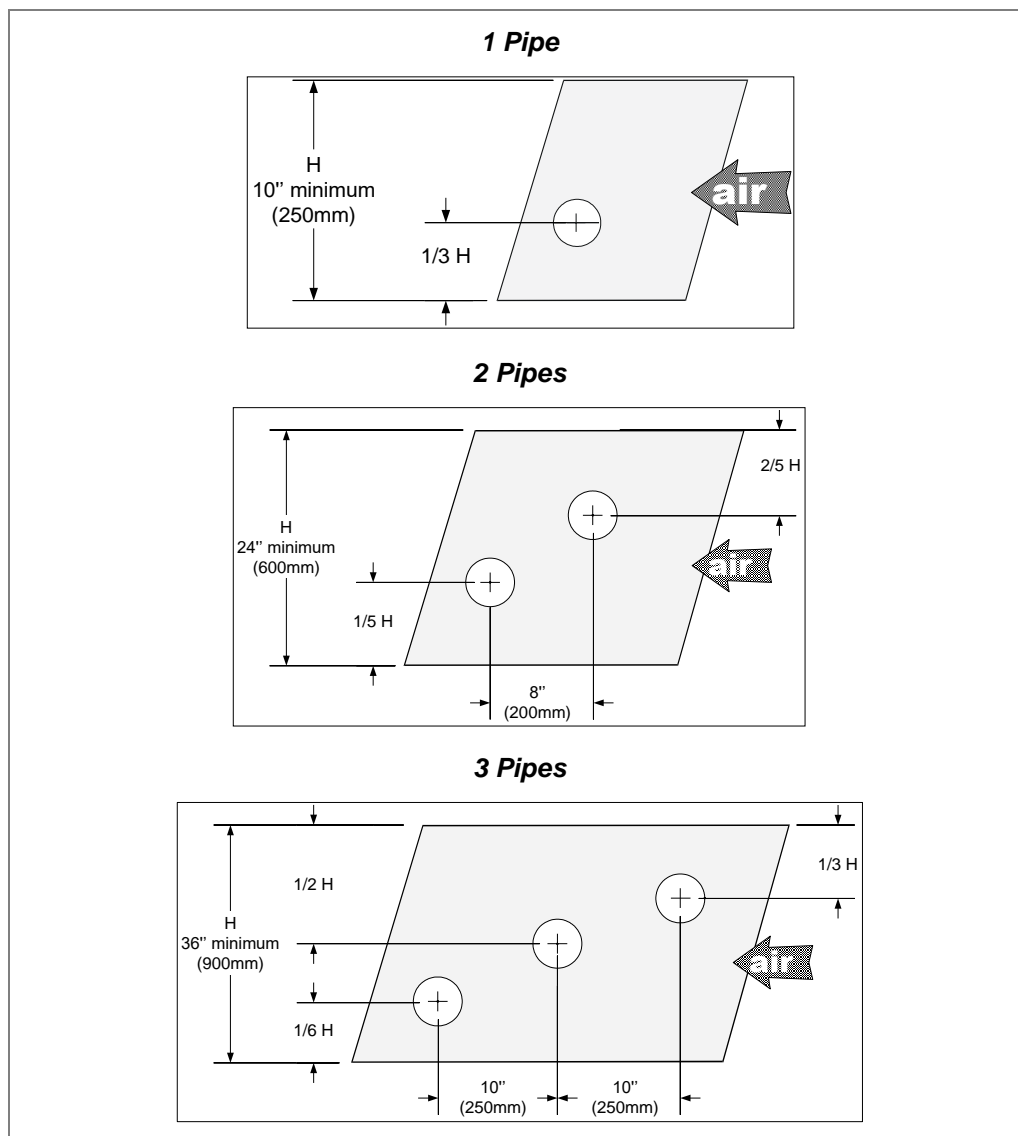 1 Pipe
H
10'' minimum
(250mm)
1/3 H
air
2 Pipes
2/5 H
H
24'' minimum
(600mm)
air
1/5 H
8''
(200mm)
3 Pipes
1/3 H
1/2 H
H
36'' minimum
(900mm)
air
1/6 H
10''
(250mm)
10''
(250mm)